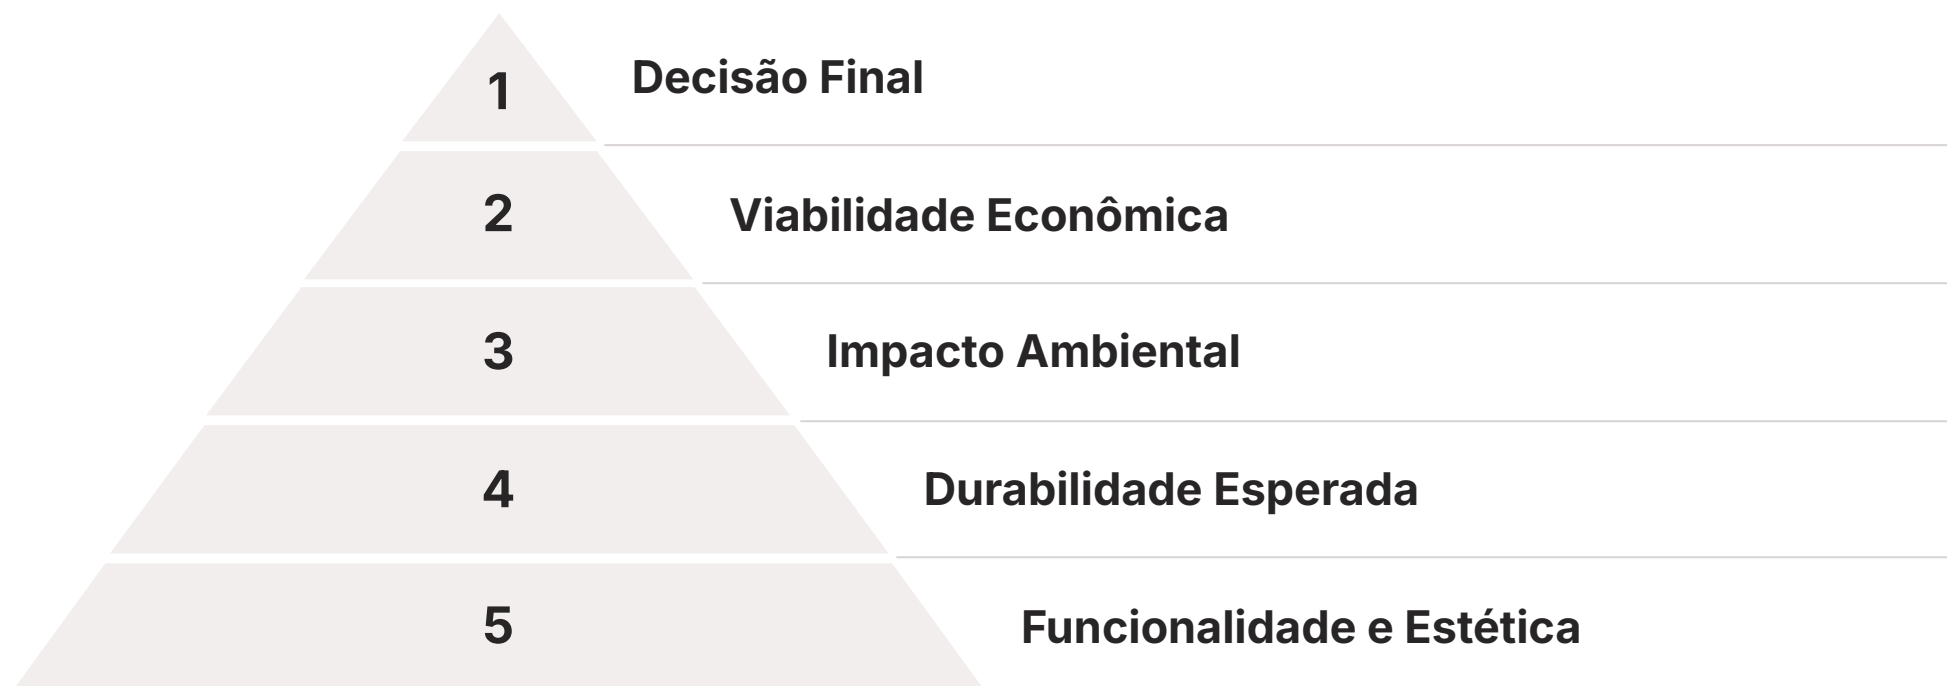 1 Decisão Final
2 Viabilidade Econômica
3 Impacto Ambiental
4 Durabilidade Esperada
5 Funcionalidade e Estética